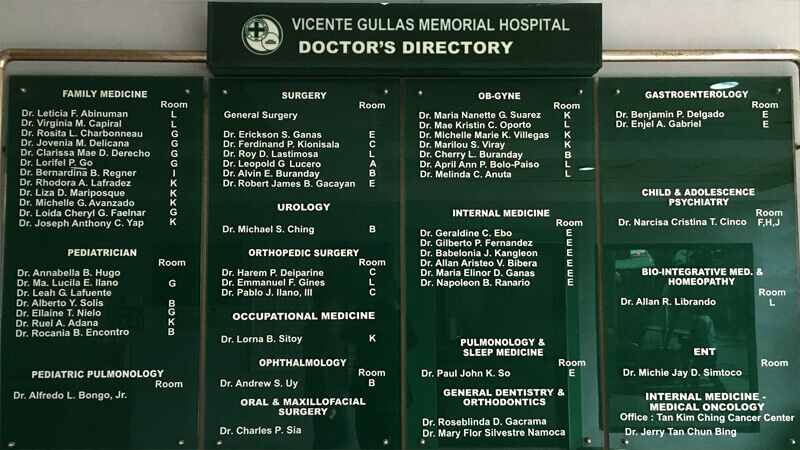 VICENTE GULLAS MEMORIAL HOSPITAL
DOCTOR'S DIRECTORY
FAMILY MEDICINE
Room
Dr. Leticia F. Abinuman L
Dr. Virginia M. Capiral L
Dr. Rosita L. Charbonneau G
Dr. Jovenia M. Delicana G
Dr. Clarissa Mae D. Derecho G
Dr. Lorifel P. Go G
Dr. Bernardina B. Regner I
Dr. Rhodora A. Lafradez K
Dr. Liza D. Mariposque K
Dr. Michelle G. Avanzado K
Dr. Loida Cheryl G. Faelnar G
Dr. Joseph Anthony C. Yap K
PEDIATRICIAN
Room
Dr. Annabella B. Hugo
Dr. Ma. Lucila E. Ilano G
Dr. Leah G. Lafuente
Dr. Alberto Y. Solis B
Dr. Ellaine T. Nielo G
Dr. Ruel A. Adana K
Dr. Rocania B. Encontro B
PEDIATRIC PULMONOLOGY
Room
Dr. Alfredo L. Bongo, Jr.
SURGERY
Room
General Surgery
Dr. Erickson S. Ganas E
Dr. Ferdinand P. Kionisala C
Dr. Roy D. Lastimosa L
Dr. Leopold G. Lucero A
Dr. Alvin E. Buranday B
Dr. Robert James B. Gacayan E
UROLOGY
Dr. Michael S. Ching B
ORTHOPEDIC SURGERY
Dr. Harem P. Deiparine C
Dr. Emmanuel F. Gines L
Dr. Pablo J. Ilano, III C
OCCUPATIONAL MEDICINE
Dr. Lorna B. Sitoy K
OPHTHALMOLOGY
Room
Dr. Andrew S. Uy B
ORAL & MAXILLOFACIAL
SURGERY
Dr. Charles P. Sia
OB-GYNE
Room
Dr. Maria Nanette G. Suarez K
Dr. Mae Kristin C. Oporto L
Dr. Michelle Marie K. Villegas K
Dr. Marilou S. Viray K
Dr. Cherry L. Buranday B
Dr. April Ann P. Bolo-Paiso L
Dr. Melinda C. Anuta L
INTERNAL MEDICINE
Dr. Geraldine C. Ebo E
Dr. Gilberto P. Fernandez E
Dr. Babelonia J. Kangleon E
Dr. Allan Aristeo V. Bibera E
Dr. Maria Elinor D. Ganas E
Dr. Napoleon B. Ranario E
PULMONOLOGY &
SLEEP MEDICINE
Room
Dr. Paul John K. So E
GENERAL DENTISTRY &
ORTHODONTICS
Dr. Roseblinda D. Gacrama
Dr. Mary Flor Silvestre Namoca
GASTROENTEROLOGY
Room
Dr. Benjamin P. Delgado E
Dr. Enjel A. Gabriel E
CHILD & ADOLESCENCE
PSYCHIATRY
Room
Dr. Narcisa Cristina T. Cinco F,H,J
BIO-INTEGRATIVE MED. &
HOMEOPATHY
Room
Dr. Allan R. Librando L
ENT
Room
Dr. Michie Jay D. Simtoco
INTERNAL MEDICINE -
MEDICAL ONCOLOGY
Office : Tan Kim Ching Cancer Center
Dr. Jerry Tan Chun Bing